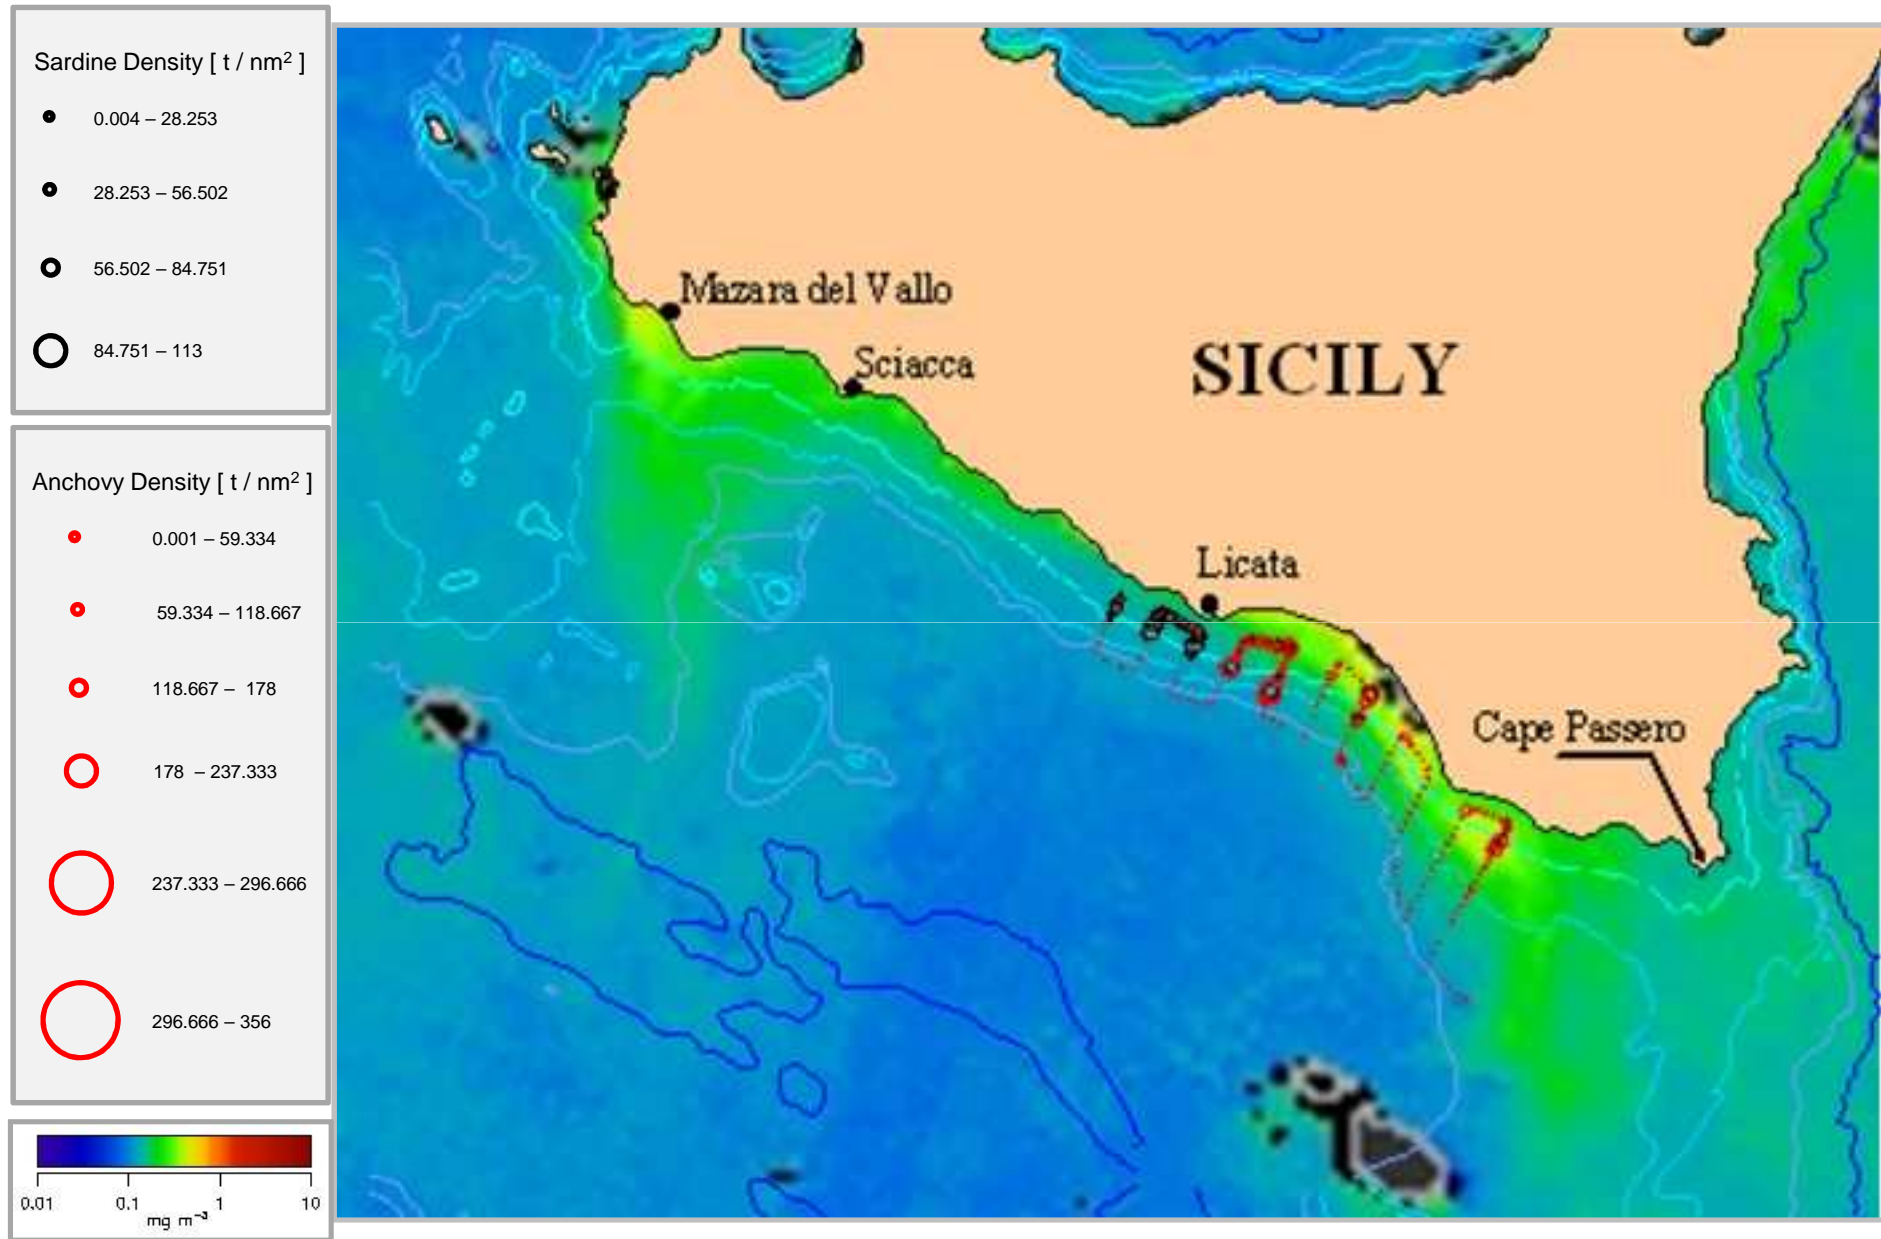 Sardine Density [ t / nm² ]
0.004 – 28.253
28.253 – 56.502
56.502 – 84.751
84.751 – 113
Anchovy Density [ t / nm² ]
0.001 – 59.334
59.334 – 118.667
118.667 – 178
178 – 237.333
237.333 – 296.666
296.666 – 356
0.01 0.1 1 10
mg m⁻³
Mazara del Vallo
Sciacca
SICILY
Licata
Cape Passero